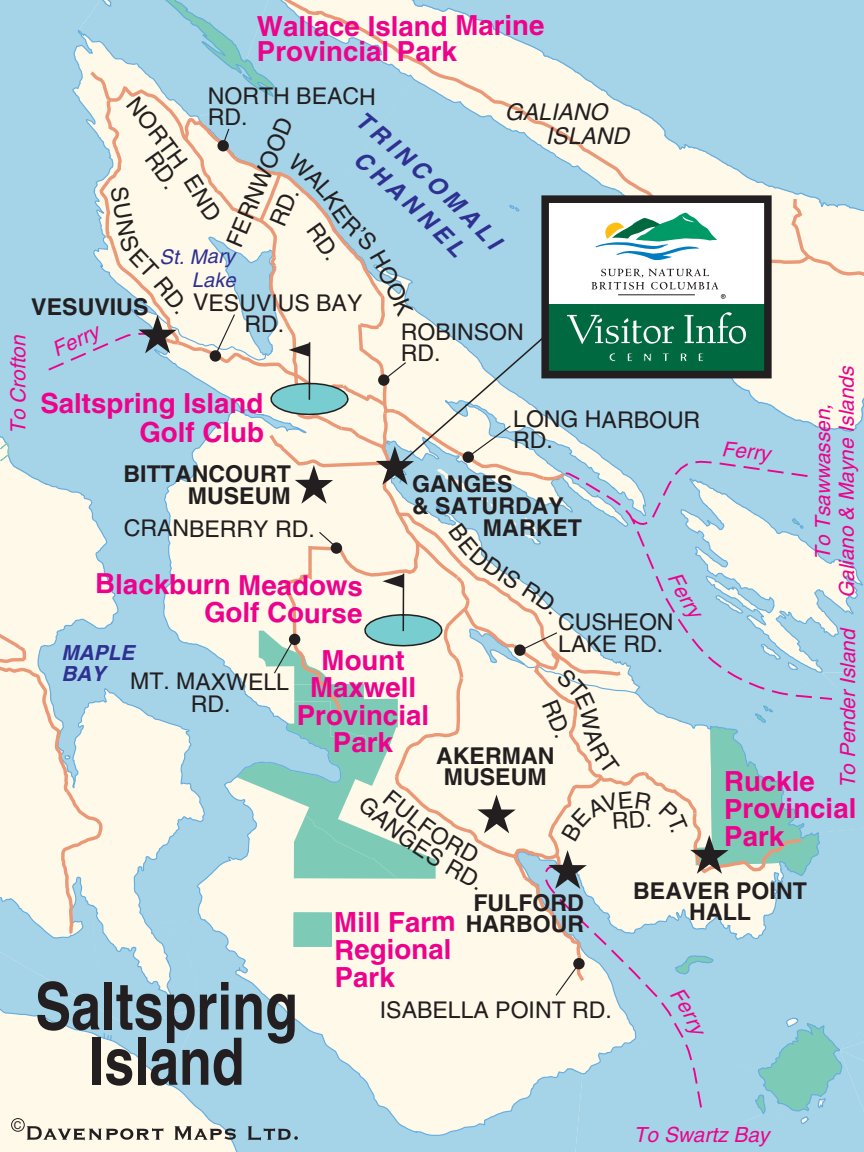 Wallace Island Marine
Provincial Park
NORTH BEACH
RD.
GALIANO
ISLAND
TRINCOMALI
CHANNEL
NORTH END
RD.
FERNWOOD
RD.
WALKER'S HOOK
RD.
SUNSET RD.
St. Mary
Lake
SUPER, NATURAL
BRITISH COLUMBIA
®
Visitor Info
CENTRE
VESUVIUS
VESUVIUS BAY
RD.
Ferry
To Crofton
ROBINSON
RD.
Saltspring Island
Golf Club
LONG HARBOUR
RD.
Ferry
To Tsawwassen,
Galiano & Mayne Islands
BITTANCOURT
MUSEUM
GANGES
& SATURDAY
MARKET
CRANBERRY RD.
BEDDIS RD.
Ferry
Blackburn Meadows
Golf Course
CUSHEON
LAKE RD.
MAPLE
BAY
MT. MAXWELL
RD.
Mount
Maxwell
Provincial
Park
STEWART
RD.
To Pender Island
AKERMAN
MUSEUM
Ruckle
Provincial
Park
FULFORD
GANGES RD.
BEAVER PT.
RD.
BEAVER POINT
HALL
FULFORD
HARBOUR
Mill Farm
Regional
Park
ISABELLA POINT RD.
Ferry
Saltspring
Island
To Swartz Bay
©DAVENPORT MAPS LTD.